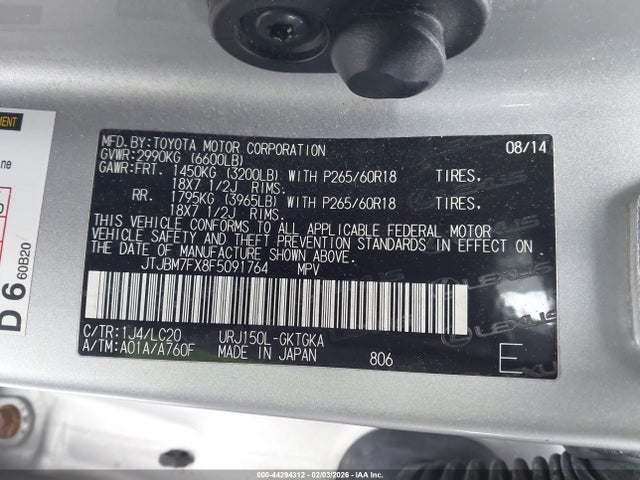 MFD.BY:TOYOTA MOTOR CORPORATION 08/14
GVWR:2990KG (6600LB)
GAWR:FRT. 1450KG (3200LB) WITH P265/60R18 TIRES.
18X7 1/2J RIMS.
RR. 1795KG (3965LB) WITH P265/60R18 TIRES.
18X7 1/2J RIMS.
THIS VEHICLE CONFORMS TO ALL APPLICABLE FEDERAL MOTOR
VEHICLE SAFETY AND THEFT PREVENTION STANDARDS IN EFFECT ON
THE DATE OF MANUFACTURE SHOWN ABOVE.
JTJBM7FX8F5091764 MPV
C/TR:1J4/LC20 URJ150L-GKTGKA
A/TM:A01A/A760F MADE IN JAPAN 806 E
LEXUS
D 6 60B20
000-44294312 - 02/03/2026 - IAA Inc.